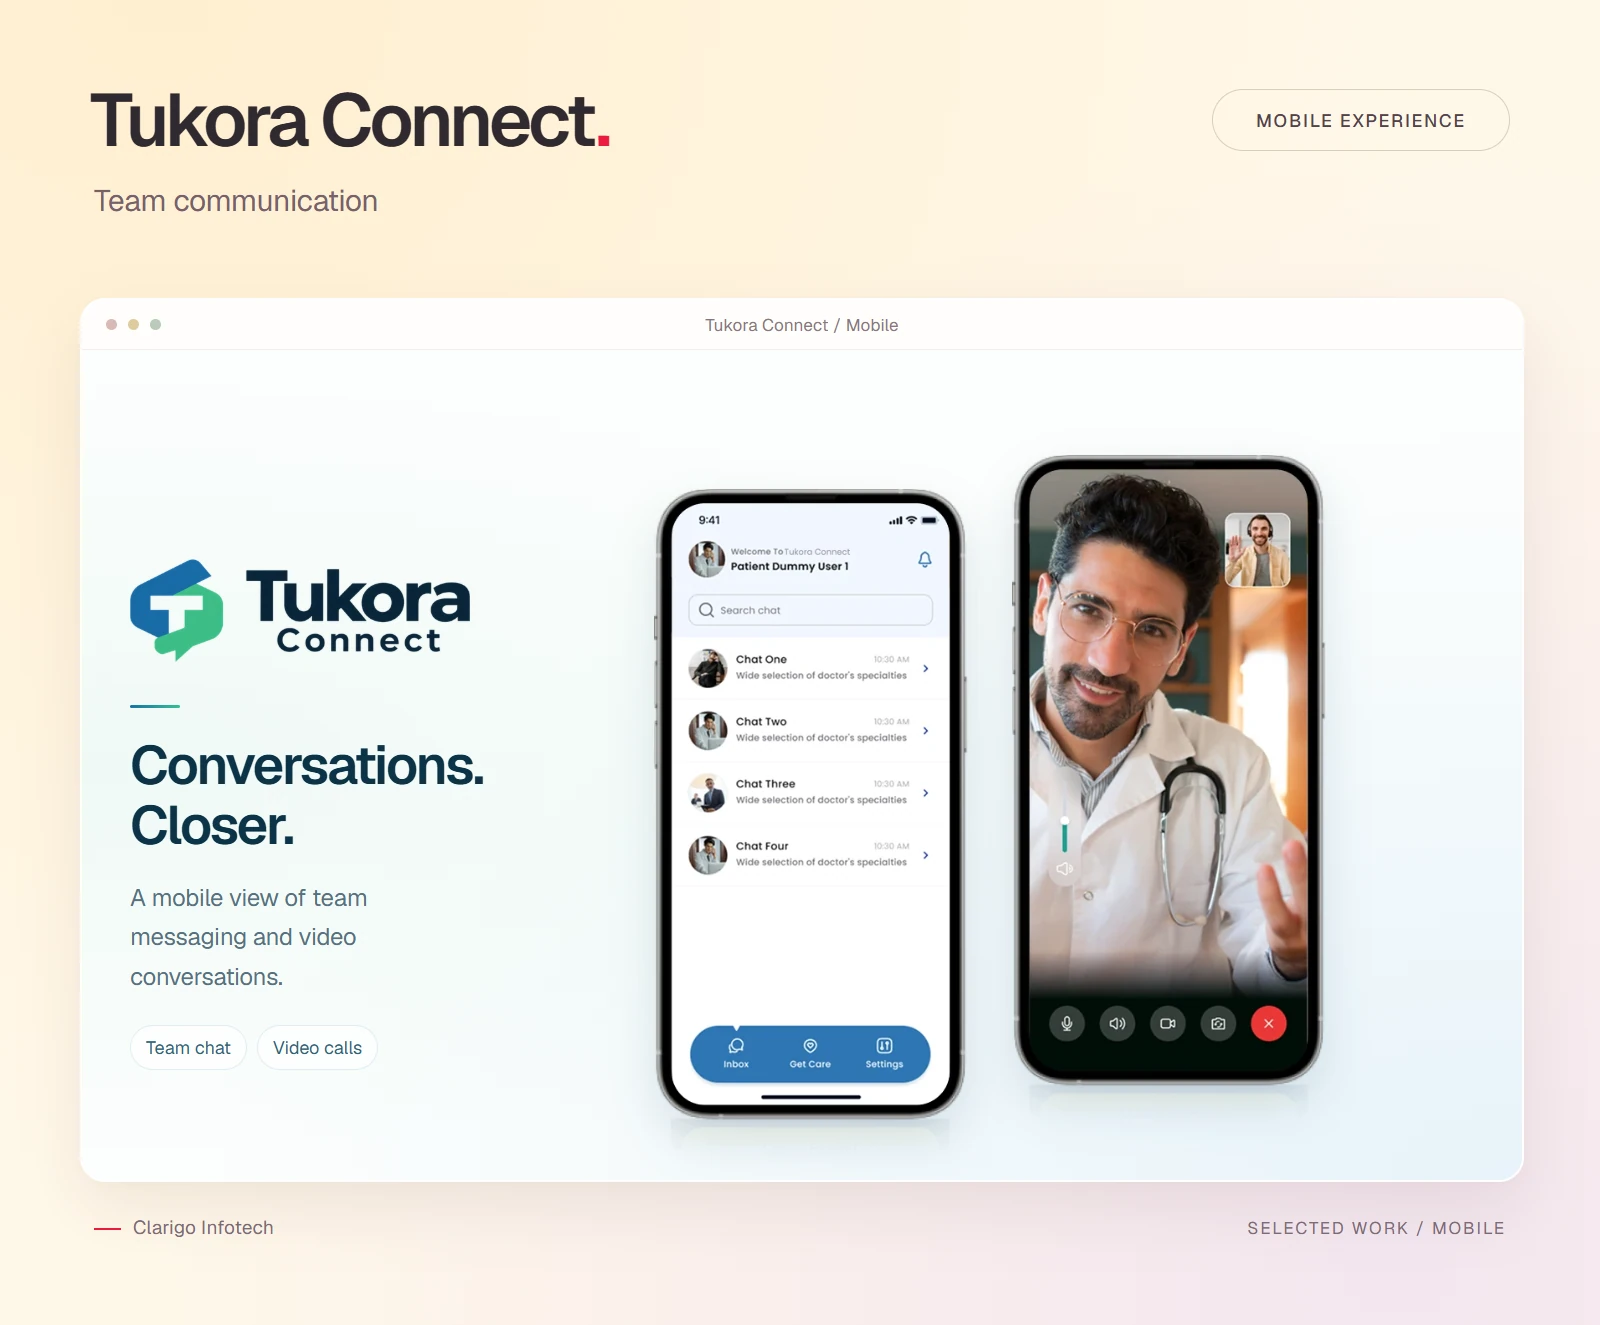 Tukora Connect.
MOBILE EXPERIENCE
Team communication
Tukora Connect / Mobile
Tukora
Connect
Conversations.
Closer.
A mobile view of team
messaging and video
conversations.
Team chat
Video calls
9:41
Welcome To Tukora Connect
Patient Dummy User 1
Search chat
Chat One
10:30 AM
Wide selection of doctor's specialties
Chat Two
10:30 AM
Wide selection of doctor's specialties
Chat Three
10:30 AM
Wide selection of doctor's specialties
Chat Four
10:30 AM
Wide selection of doctor's specialties
Inbox
Get Care
Settings
Clarigo Infotech
SELECTED WORK / MOBILE